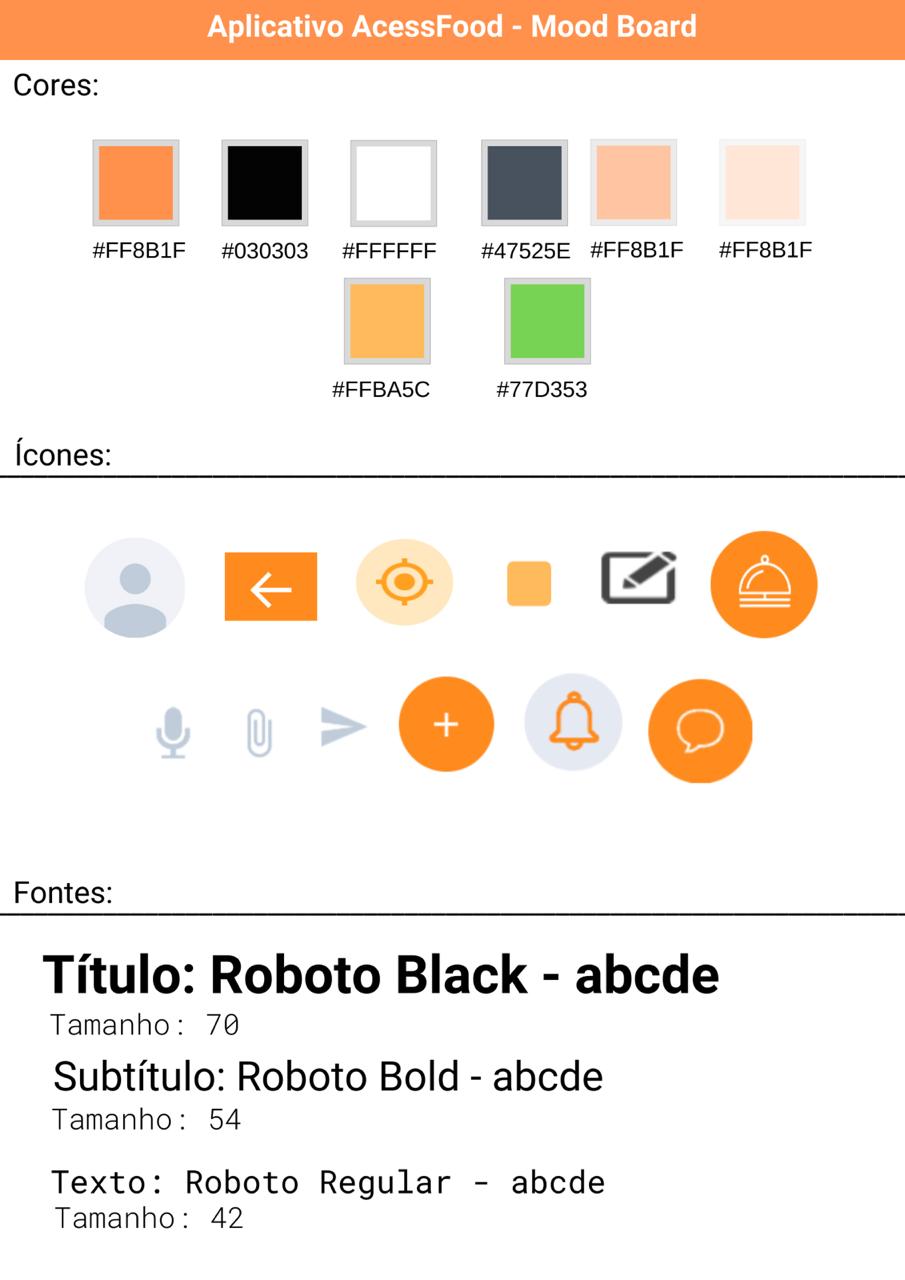 Aplicativo AcessFood - Mood Board
Cores:
#FF8B1F #030303 #FFFFFF #47525E #FF8B1F #FF8B1F
#FFBA5C #77D353
Ícones:
Fontes:
Título: Roboto Black - abcde
Tamanho: 70
Subtítulo: Roboto Bold - abcde
Tamanho: 54
Texto: Roboto Regular - abcde
Tamanho: 42